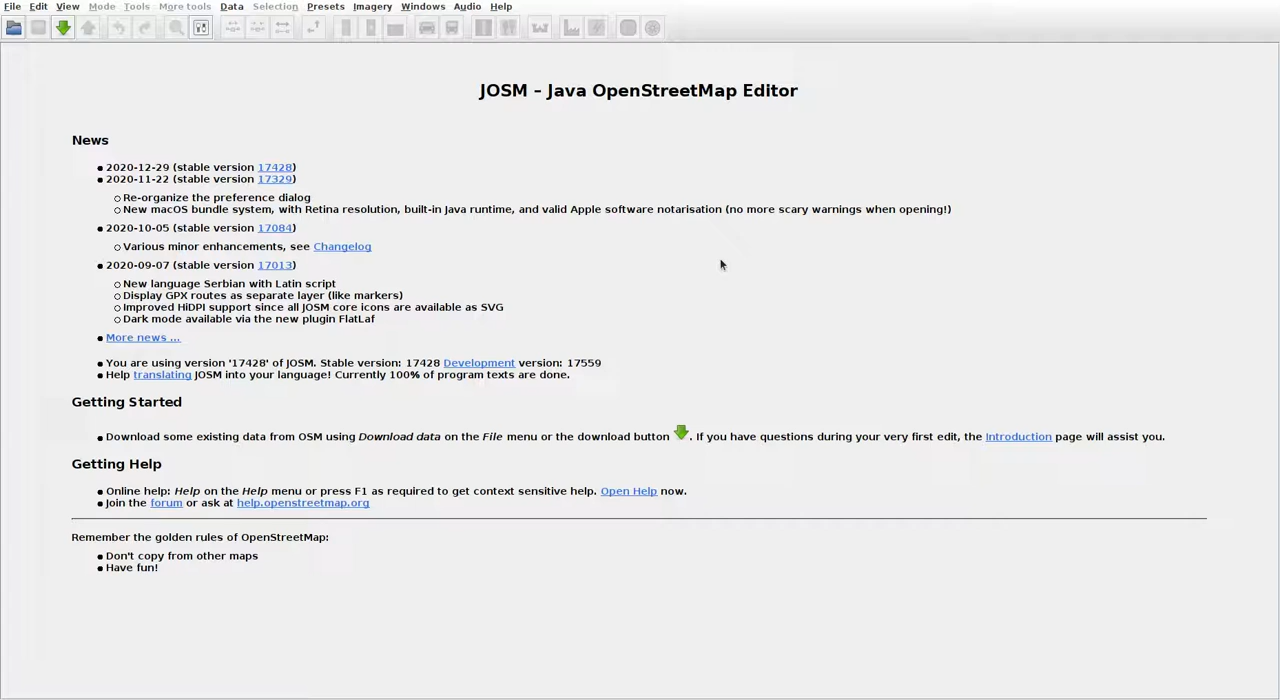 File Edit View Mode Tools More tools Data Selection Presets Imagery Windows Audio Help
JOSM – Java OpenStreetMap Editor
News
2020-12-29 (stable version 17428)
2020-11-22 (stable version 17329)
Re-organize the preference dialog
New macOS bundle system, with Retina resolution, built-in Java runtime, and valid Apple software notarisation (no more scary warnings when opening!)
2020-10-05 (stable version 17084)
Various minor enhancements, see Changelog
2020-09-07 (stable version 17013)
New language Serbian with Latin script
Display GPX routes as separate layer (like markers)
Improved HiDPI support since all JOSM core icons are available as SVG
Dark mode available via the new plugin FlatLaf
More news ...
You are using version '17428' of JOSM. Stable version: 17428 Development version: 17559
Help translating JOSM into your language! Currently 100% of program texts are done.
Getting Started
Download some existing data from OSM using Download data on the File menu or the download button . If you have questions during your very first edit, the Introduction page will assist you.
Getting Help
Online help: Help on the Help menu or press F1 as required to get context sensitive help. Open Help now.
Join the forum or ask at help.openstreetmap.org
Remember the golden rules of OpenStreetMap:
Don't copy from other maps
Have fun!